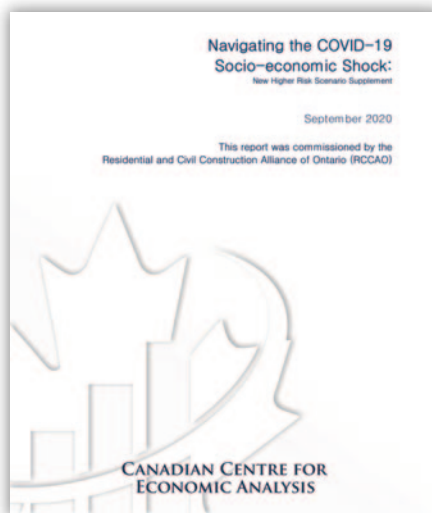 Navigating the COVID-19
Socio-economic Shock:
New Higher Risk Scenario Supplement
September 2020
This report was commissioned by the
Residential and Civil Construction Alliance of Ontario (RCCAO)
CANADIAN CENTRE FOR
ECONOMIC ANALYSIS